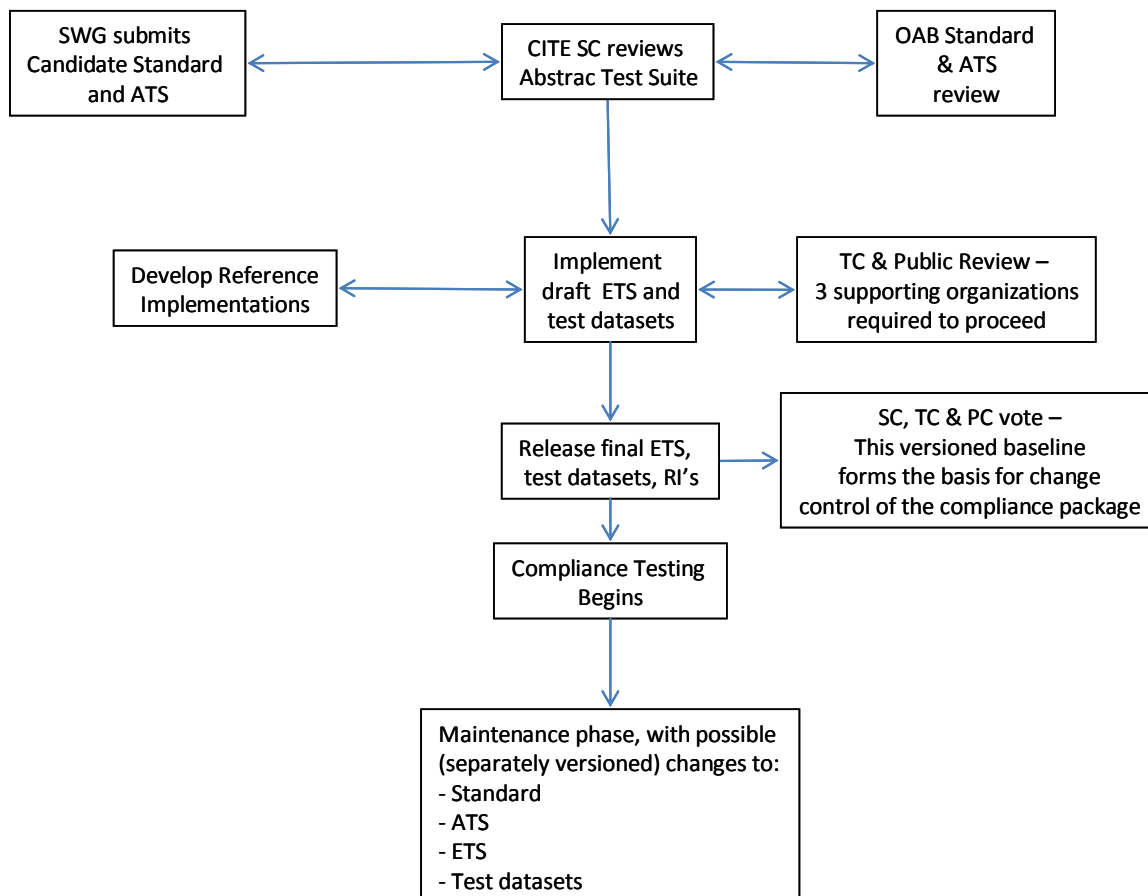 SWG submits
Candidate Standard
and ATS
CITE SC reviews
Abstrac Test Suite
OAB Standard
& ATS
review
Develop Reference
Implementations
Implement
draft ETS and
test datasets
TC & Public Review –
3 supporting organizations
required to proceed
Release final ETS,
test datasets, RI's
SC, TC & PC vote –
This versioned baseline
forms the basis for change
control of the compliance package
Compliance Testing
Begins
Maintenance phase, with possible
(separately versioned) changes to:
- Standard
- ATS
- ETS
- Test datasets